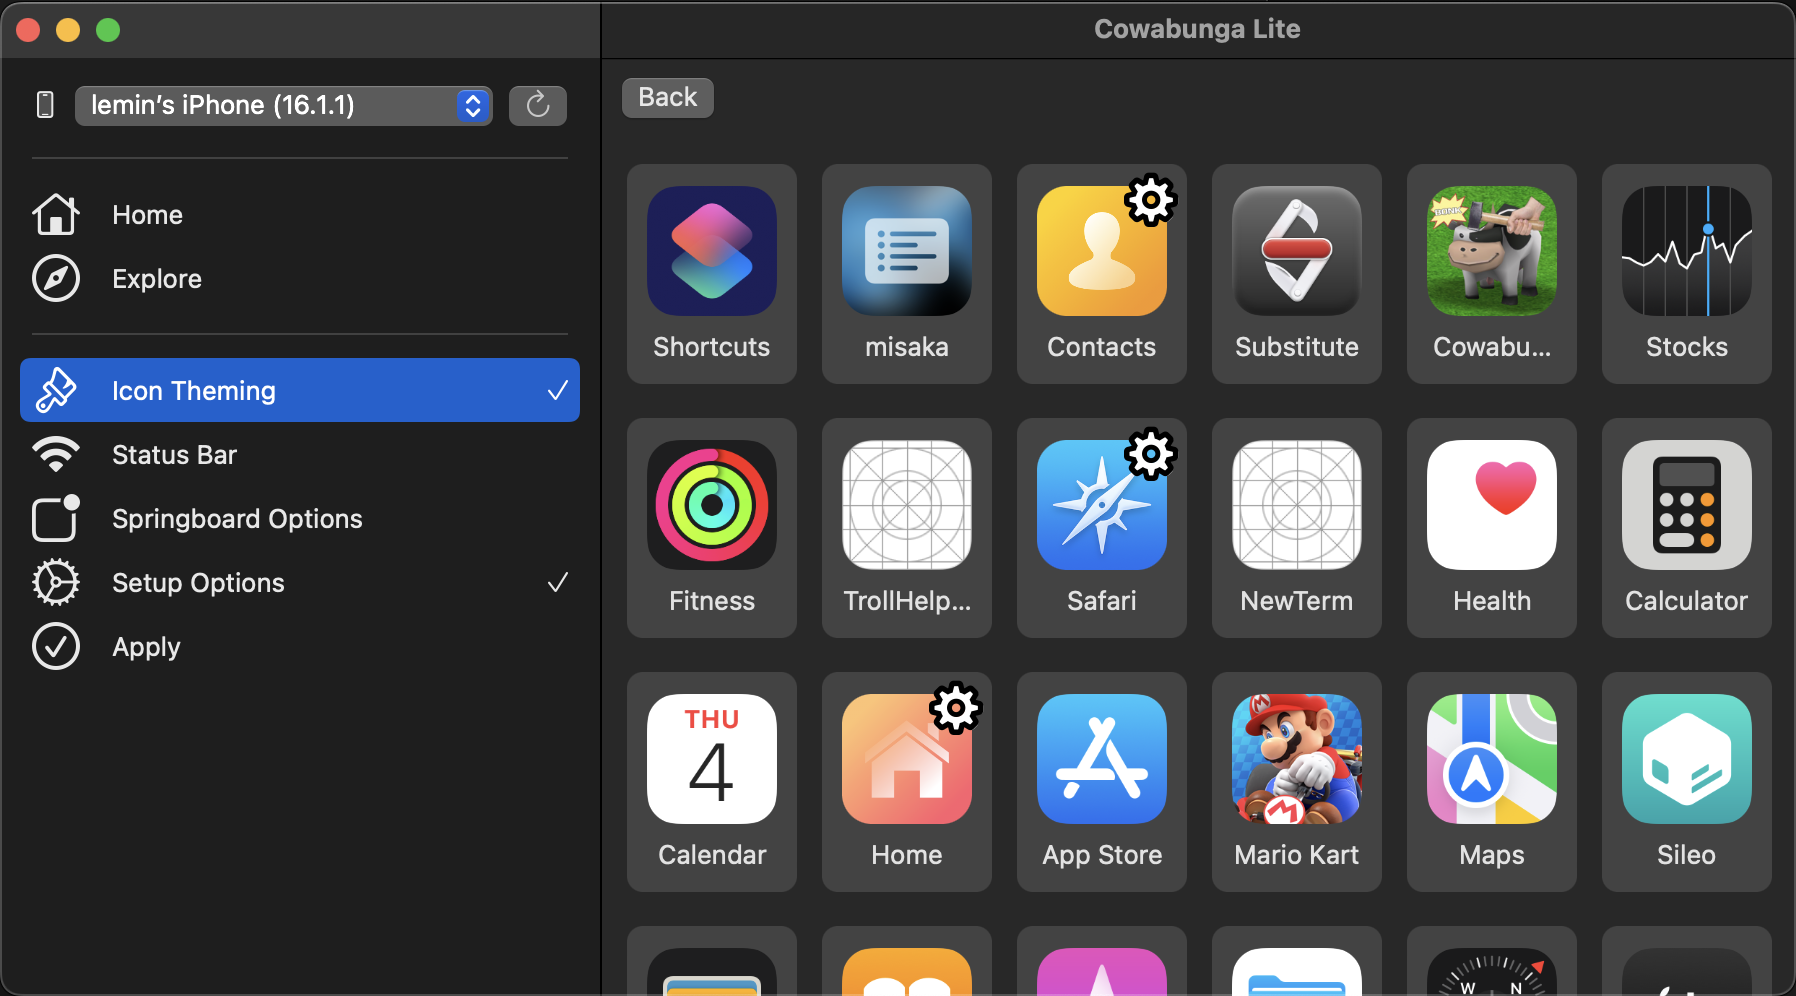 Cowabunga Lite
lemin's iPhone (16.1.1)
Back
Home
Explore
Icon Theming
Status Bar
Springboard Options
Setup Options
Apply
Shortcuts
misaka
Contacts
Substitute
Cowabu...
Stocks
Fitness
TrollHelp...
Safari
NewTerm
Health
Calculator
THU
4
Calendar
Home
App Store
Mario Kart
Maps
Sileo
W N